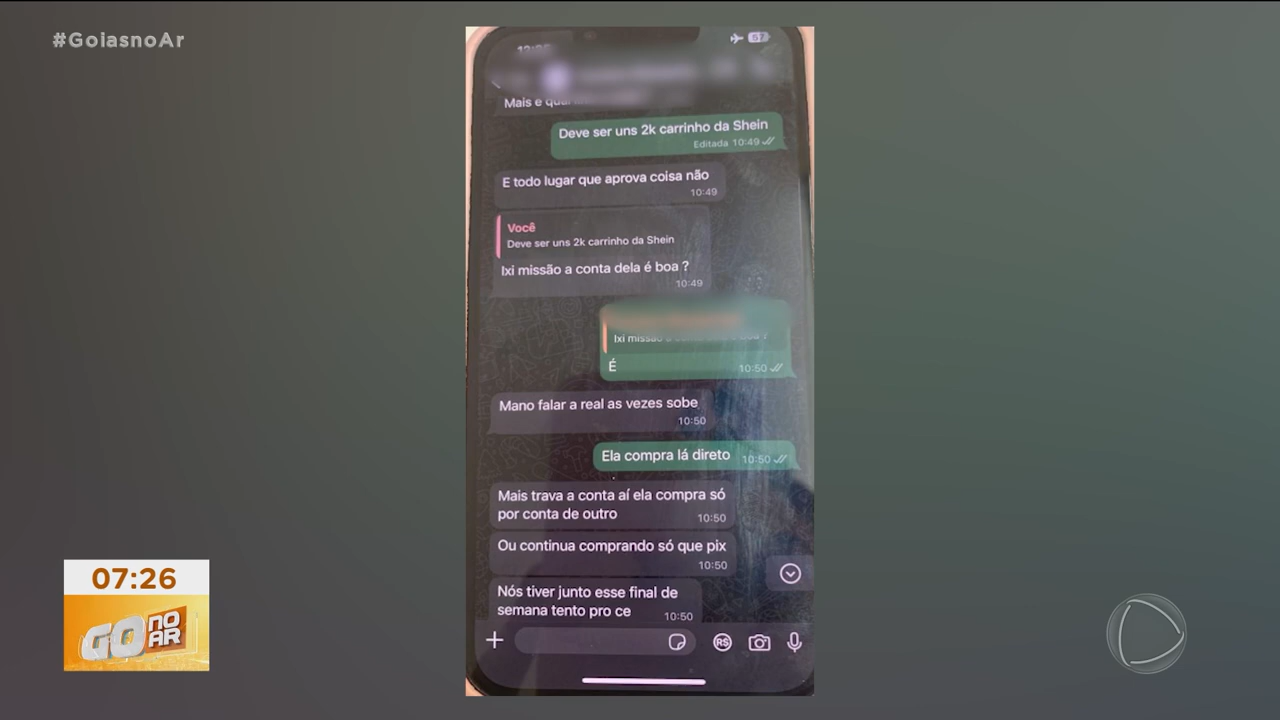 #GoiasnoAr
67
Mais e
Deve ser uns 2k carrinho da Shein
Editada 10:49
E todo lugar que aprova coisa não
10:49
Você
Deve ser uns 2k carrinho da Shein
Ixi missão a conta dela é boa ?
10:49
Ixi missão a conta dela é boa ?
É
10:50
Mano falar a real as vezes sobe
10:50
Ela compra lá direto 10:50
Mais trava a conta aí ela compra só
por conta de outro
10:50
Ou continua comprando só que pix
10:50
Nós tiver junto esse final de
semana tento pro ce
10:50
R$
07:26
GO NO
AR